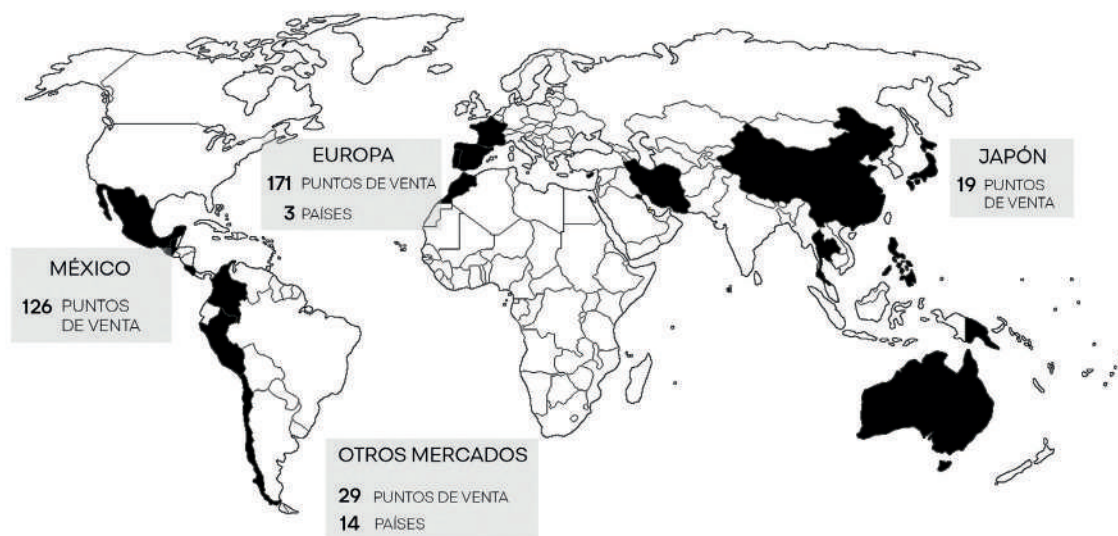 EUROPA
171 PUNTOS DE VENTA
3 PAÍSES
JAPÓN
19 PUNTOS
DE VENTA
MÉXICO
126 PUNTOS
DE VENTA
OTROS MERCADOS
29 PUNTOS DE VENTA
14 PAÍSES